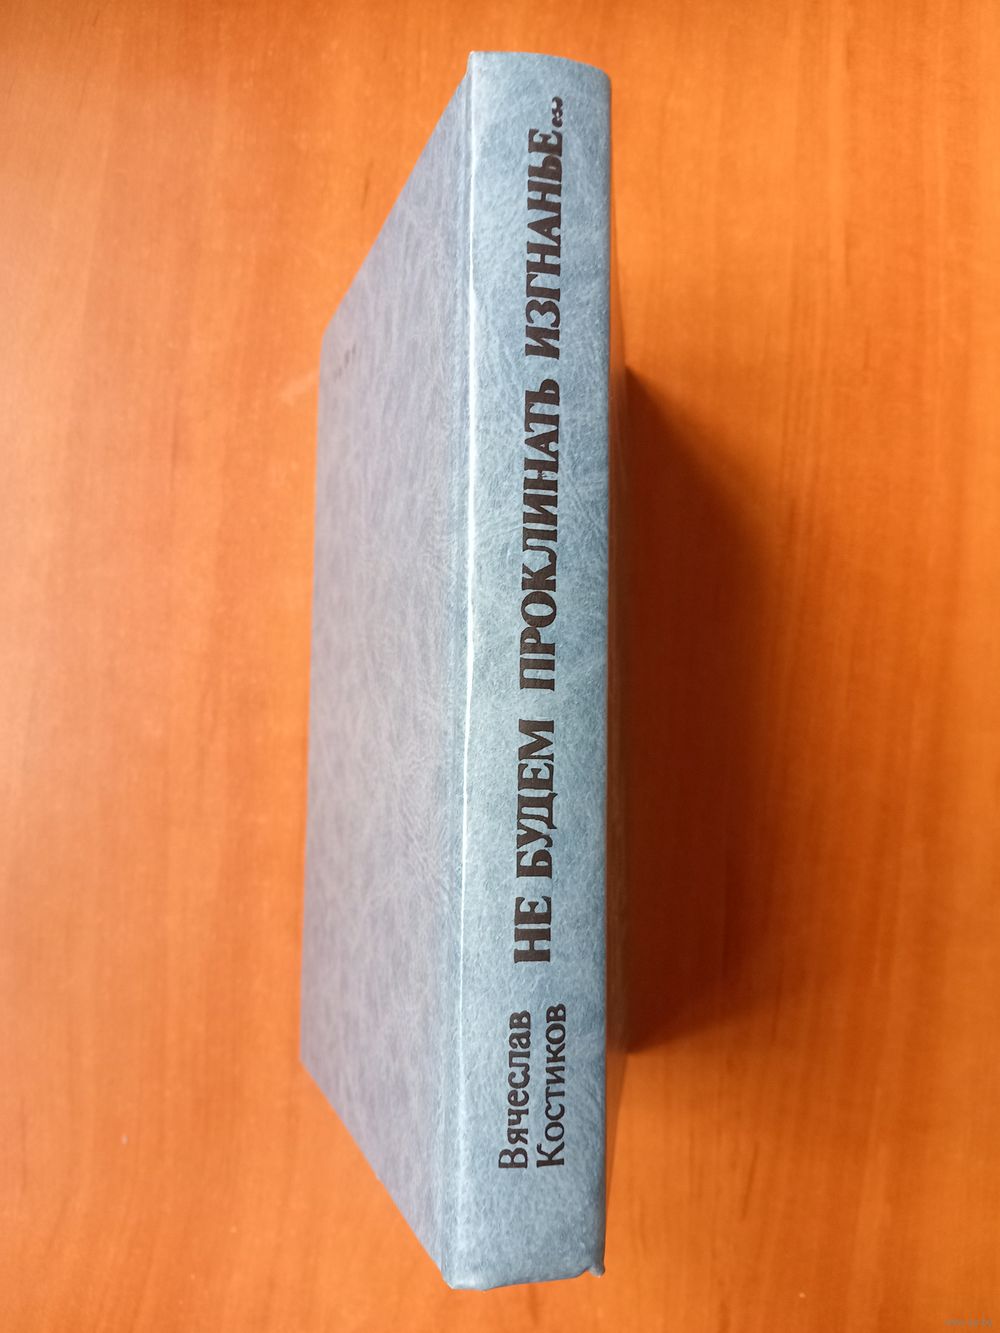 Вячеслав
Костиков
НЕ БУДЕМ ПРОКЛИНАТЬ ИЗГНАНЬЕ...